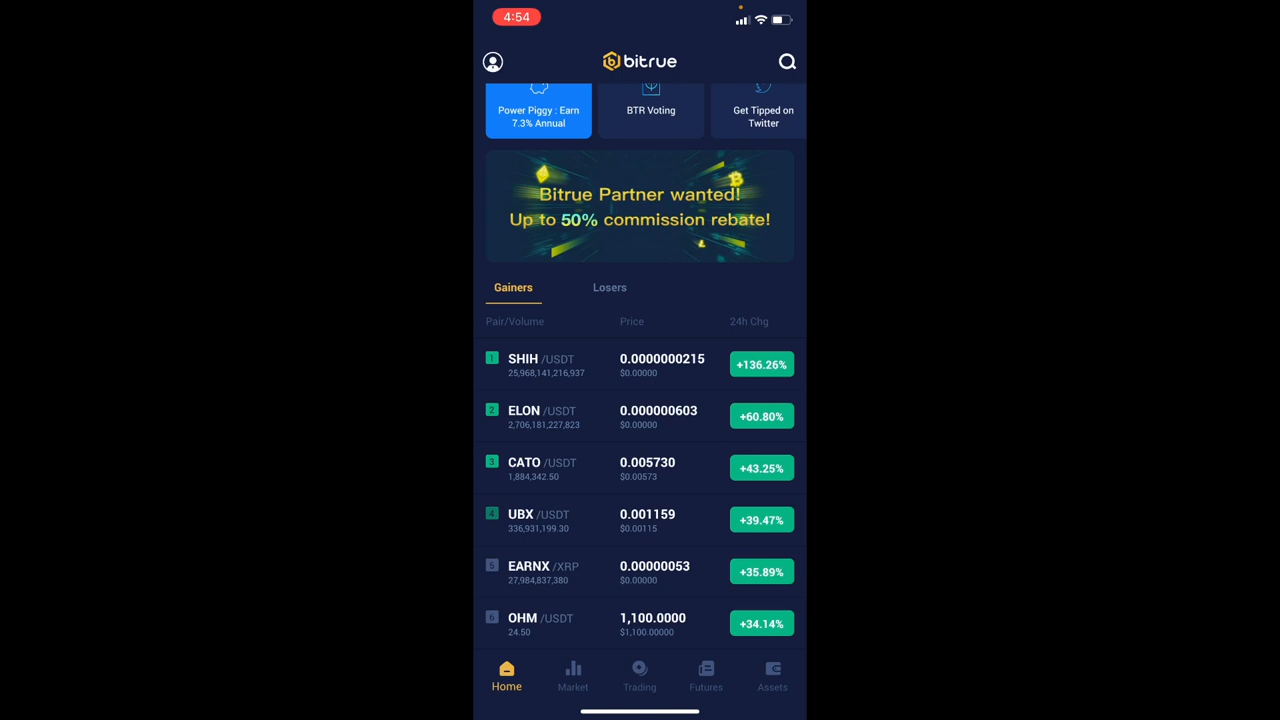 4:54
bitrue
Power Piggy : Earn
7.3% Annual
BTR Voting
Get Tipped on
Twitter
Bitrue Partner wanted!
Up to 50% commission rebate!
Gainers Losers
Pair/Volume Price 24h Chg
1 SHIH /USDT 0.0000000215 +136.26%
25,968,141,216,937 $0.00000
2 ELON /USDT 0.000000603 +60.80%
2,706,181,227,823 $0.00000
3 CATO /USDT 0.005730 +43.25%
1,884,342.50 $0.00573
4 UBX /USDT 0.001159 +39.47%
336,931,199.30 $0.00115
5 EARNX /XRP 0.00000053 +35.89%
27,984,837,380 $0.00000
6 OHM /USDT 1,100.0000 +34.14%
24.50 $1,100.00000
Home Market Trading Futures Assets